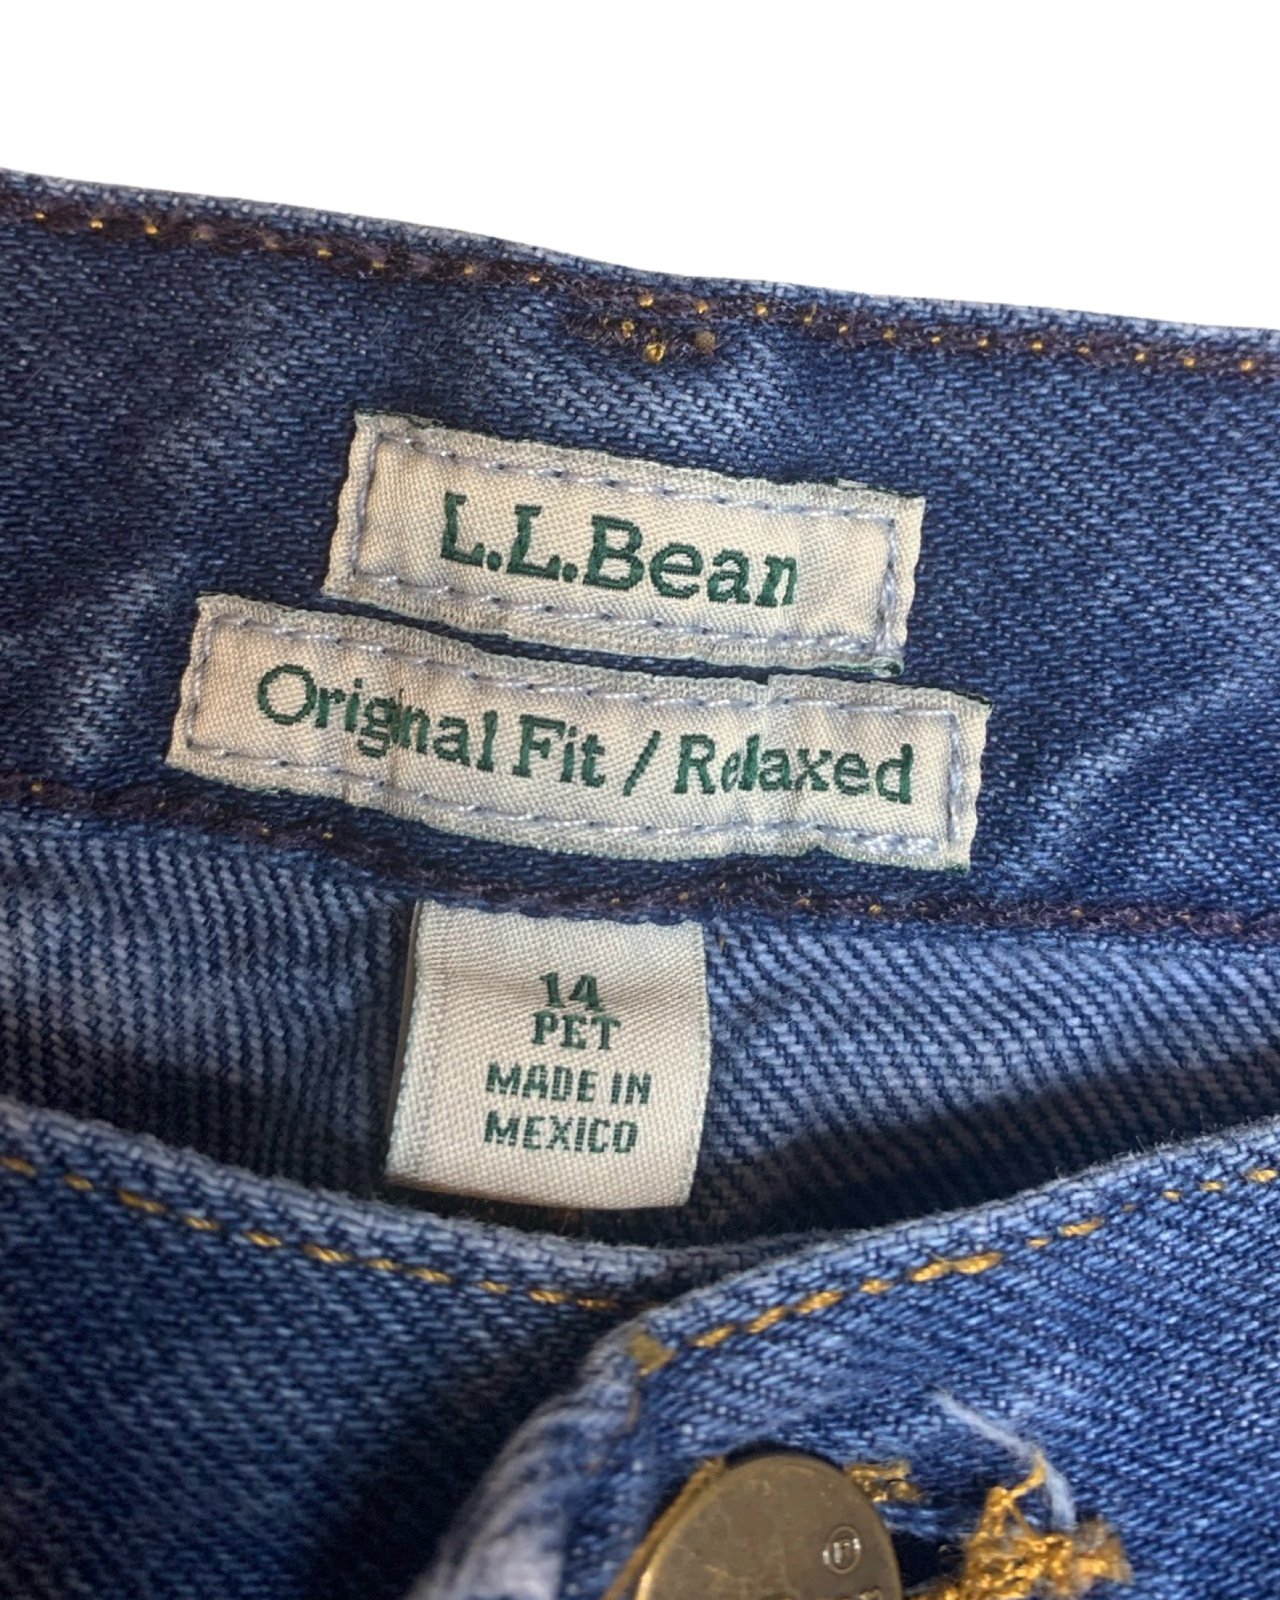 L.L.Bean
Original Fit / Relaxed
14
PET
MADE IN
MEXICO